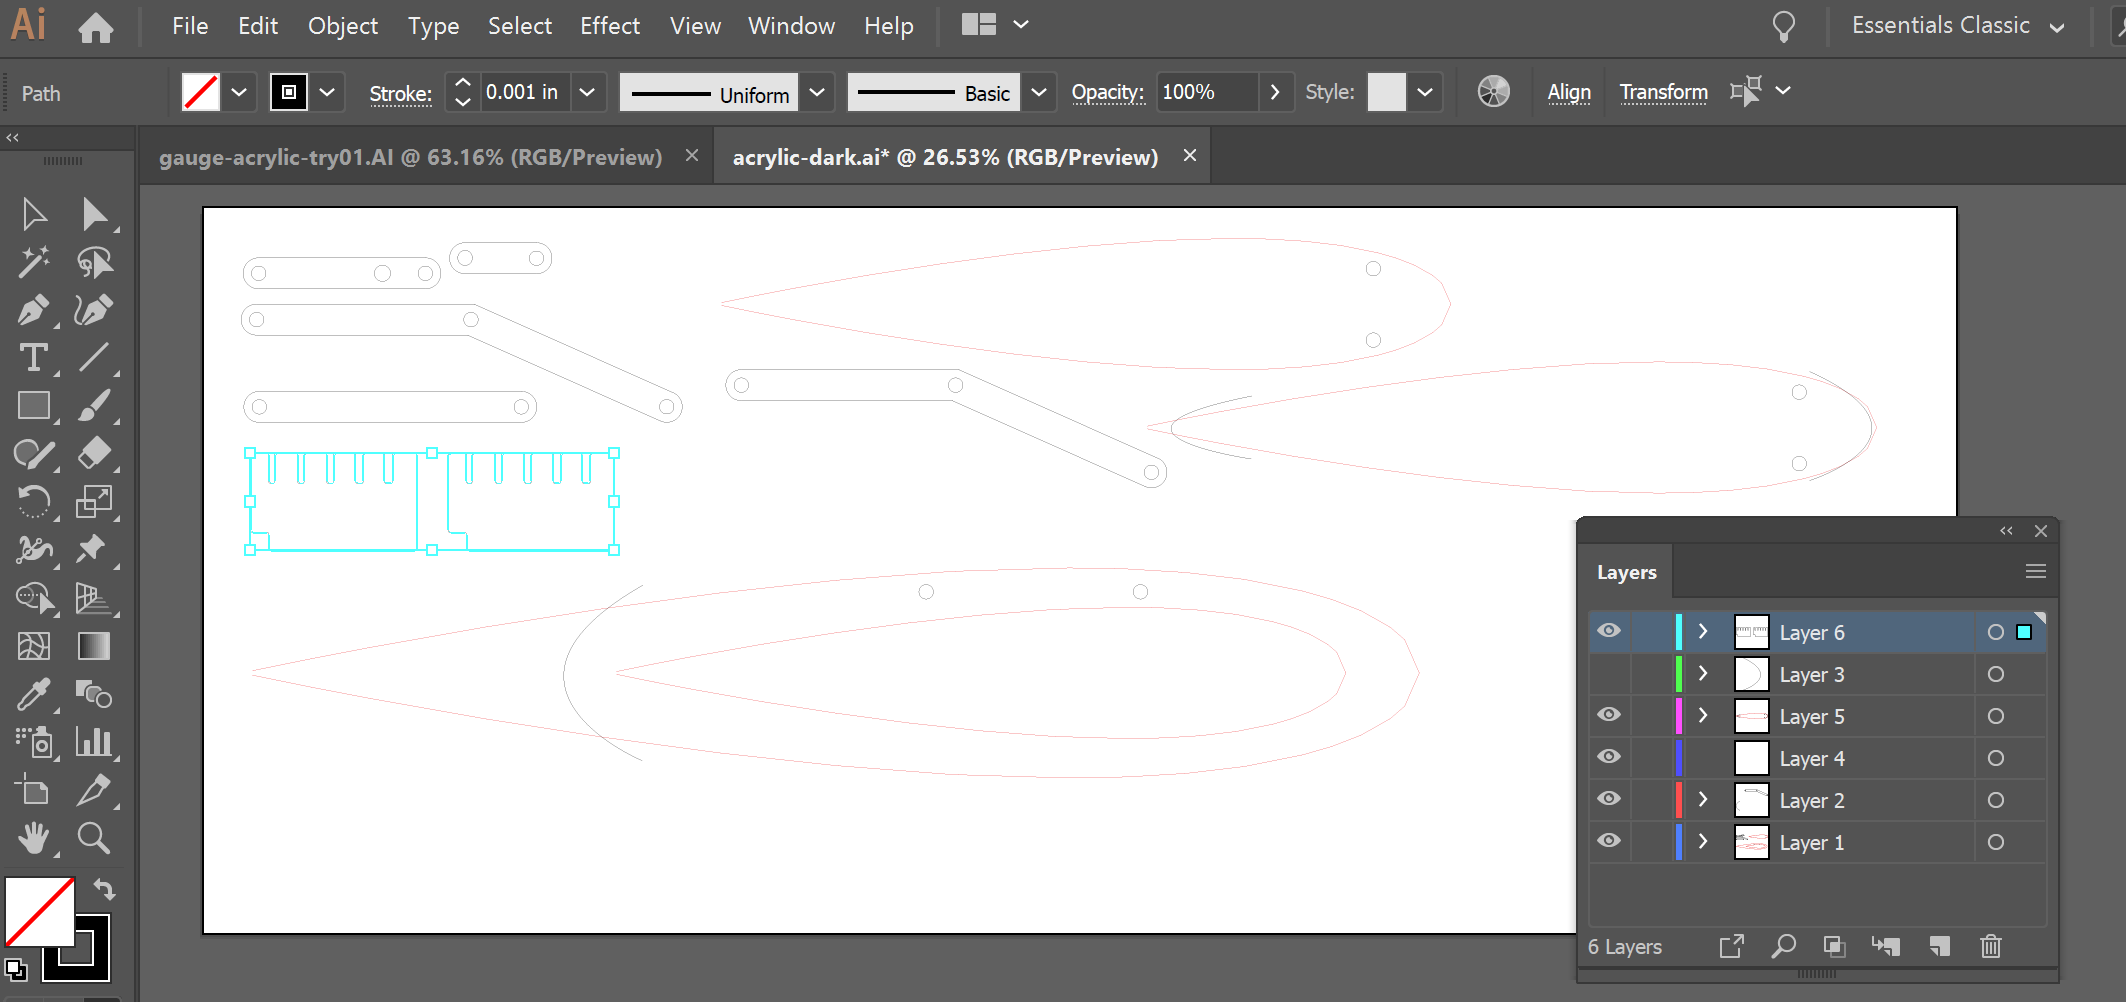 Ai File Edit Object Type Select Effect View Window Help Essentials Classic
Path Stroke: 0.001 in Uniform Basic Opacity: 100% Style: Align Transform
gauge-acrylic-try01.AI @ 63.16% (RGB/Preview) × acrylic-dark.ai* @ 26.53% (RGB/Preview) ×
Layers
Layer 6
Layer 3
Layer 5
Layer 4
Layer 2
Layer 1
6 Layers